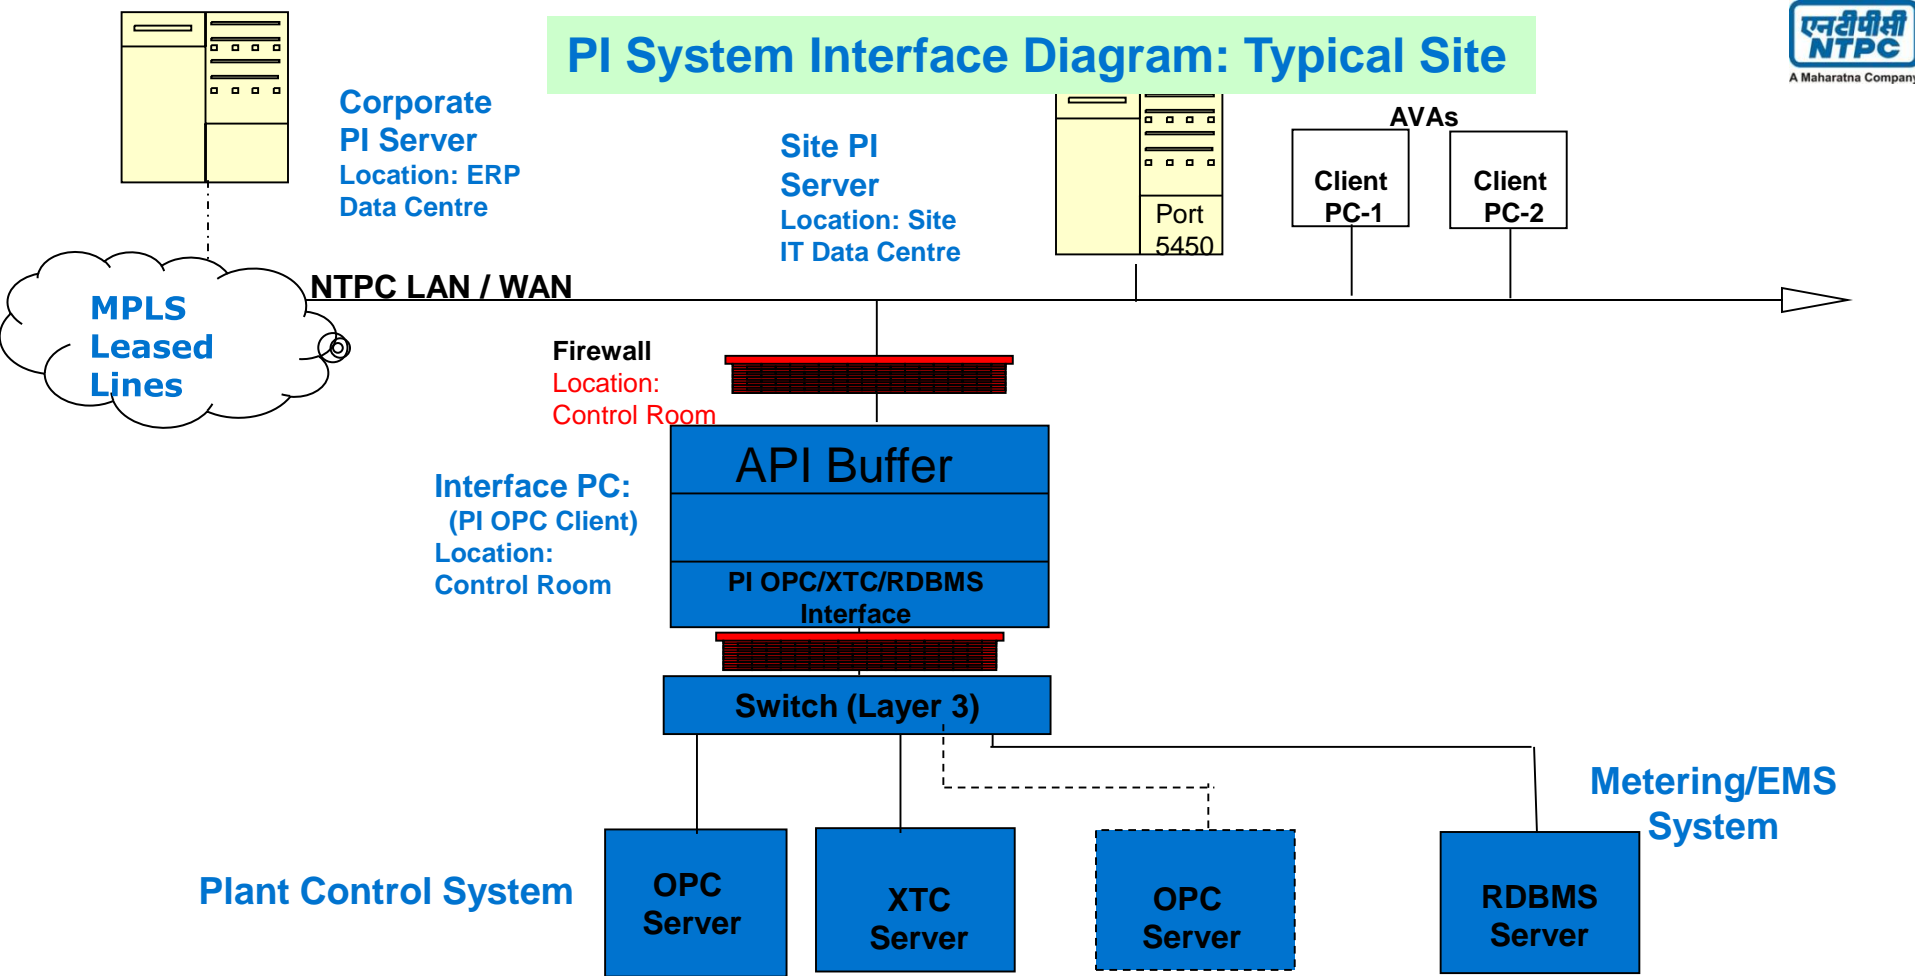 PI System Interface Diagram: Typical Site
एनटीपीसी
NTPC
A Maharatna Company
Corporate
PI Server
Location: ERP
Data Centre
Site PI
Server
Location: Site
IT Data Centre
Port
5450
AVAs
Client
PC-1
Client
PC-2
MPLS
Leased
Lines
NTPC LAN / WAN
Firewall
Location:
Control Room
API Buffer
Interface PC:
(PI OPC Client)
Location:
Control Room
PI OPC/XTC/RDBMS
Interface
Switch (Layer 3)
Metering/EMS
System
Plant Control System
OPC
Server
XTC
Server
OPC
Server
RDBMS
Server